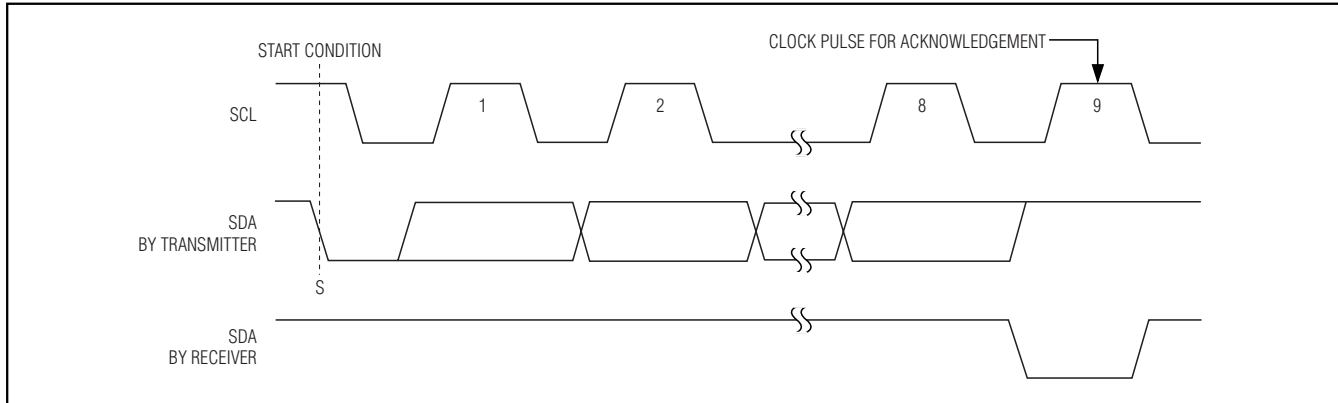 START CONDITION
CLOCK PULSE FOR ACKNOWLEDGEMENT
SCL
1
2
8
9
SDA
BY TRANSMITTER
S
SDA
BY RECEIVER